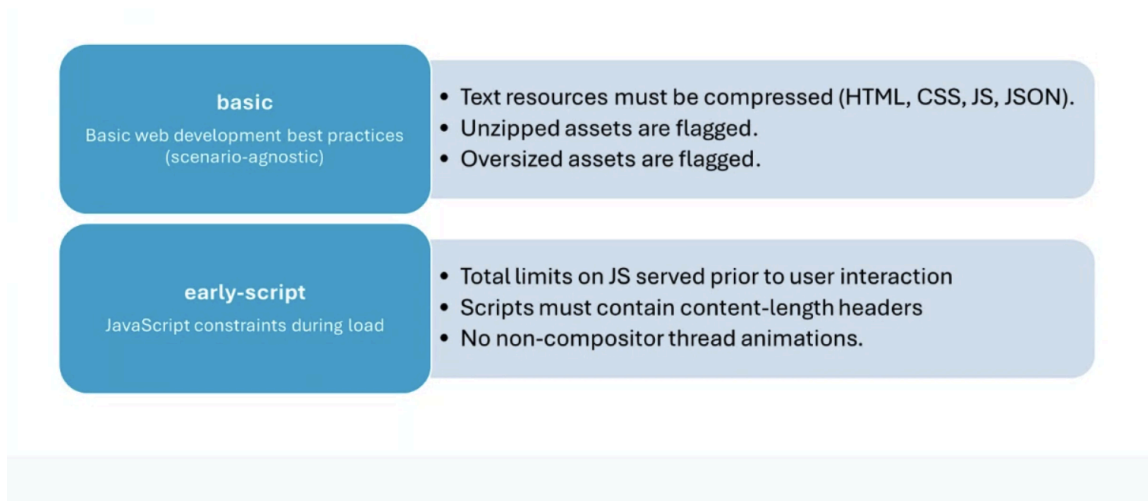 basic
Basic web development best practices
(scenario-agnostic)
• Text resources must be compressed (HTML, CSS, JS, JSON).
• Unzipped assets are flagged.
• Oversized assets are flagged.
early-script
JavaScript constraints during load
• Total limits on JS served prior to user interaction
• Scripts must contain content-length headers
• No non-compositor thread animations.